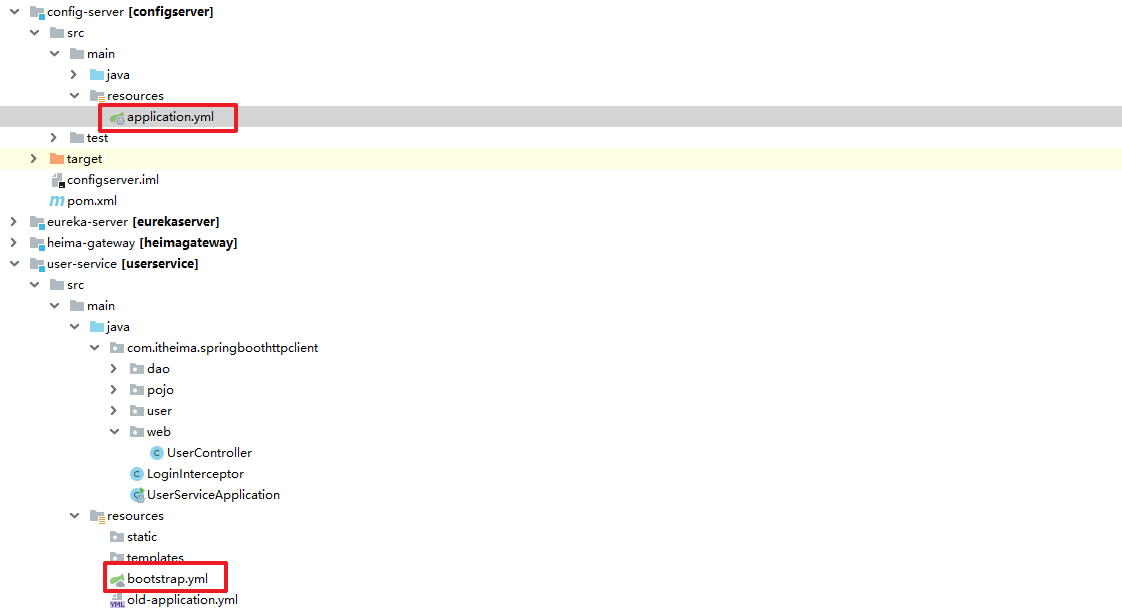 config-server [configserver]
src
main
java
resources
application.yml
test
target
configserver.iml
pom.xml
eureka-server [eurekaserver]
heima-gateway [heimagateway]
user-service [userservice]
src
main
java
com.itheima.springboothttpclient
dao
pojo
user
web
UserController
LoginInterceptor
UserServiceApplication
resources
static
templates
bootstrap.yml
old-application.yml